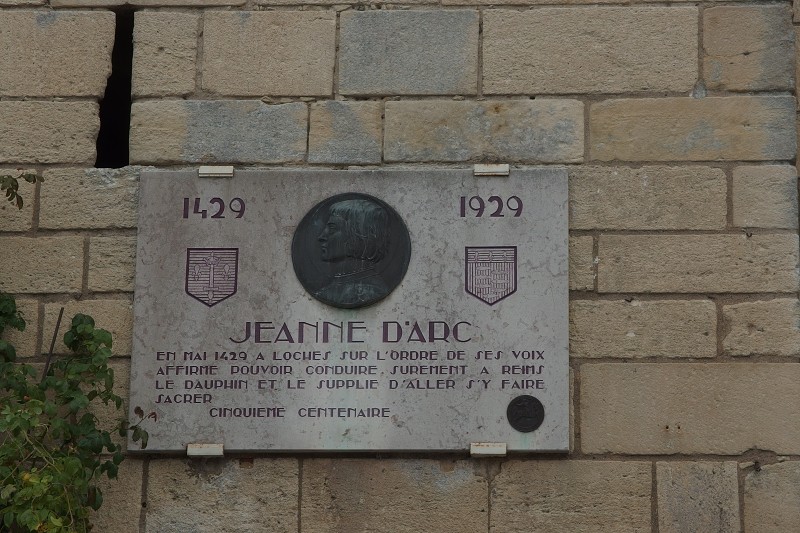 1429 1929
JEANNE D'ARC
EN MAI 1429 A LOCHES SUR L'ORDRE DE SES VOIX
AFFIRME POUVOIR CONDUIRE SUREMENT A REIMS
LE DAUPHIN ET LE SUPPLIE D'ALLER S'Y FAIRE
SACRER
CINQUIEME CENTENAIRE